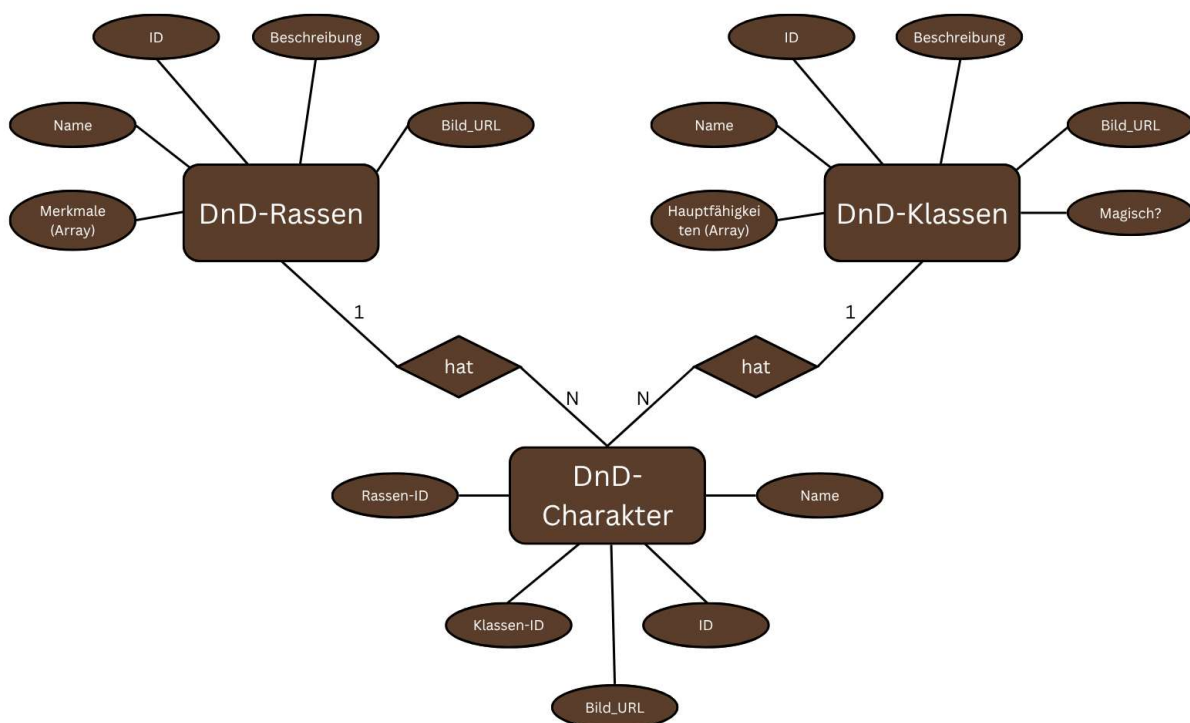 ID
Beschreibung
Name
Bild_URL
Merkmale
(Array)
DnD-Rassen
ID
Beschreibung
Name
Bild_URL
Hauptfähigkei
ten (Array)
DnD-Klassen
Magisch?
1
1
hat
hat
N
N
DnD-
Charakter
Rassen-ID
Name
Klassen-ID
ID
Bild_URL